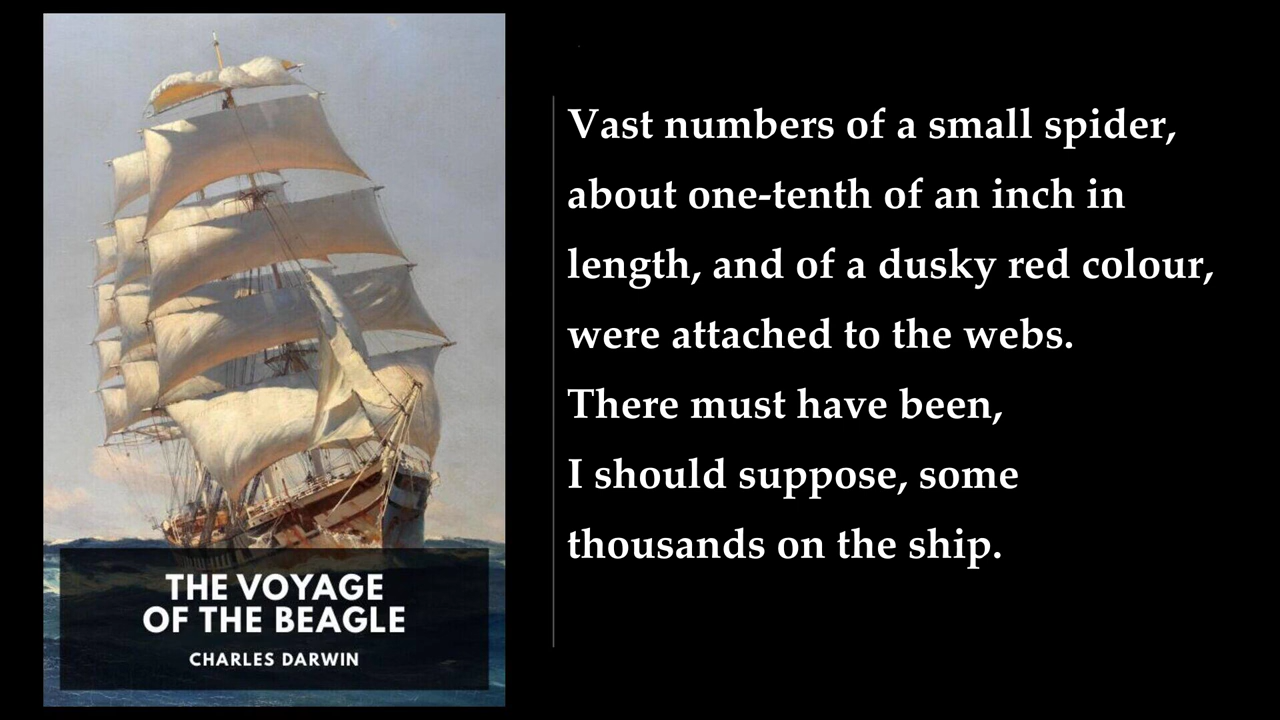 THE VOYAGE
OF THE BEAGLE
CHARLES DARWIN
Vast numbers of a small spider,
about one-tenth of an inch in
length, and of a dusky red colour,
were attached to the webs.
There must have been,
I should suppose, some
thousands on the ship.